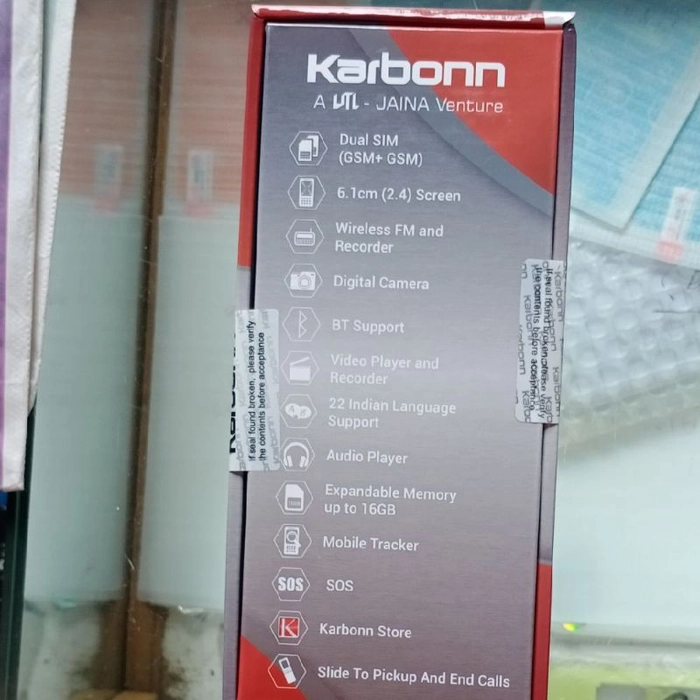 Karbonn
A UTL - JAINA Venture
Dual SIM
(GSM+ GSM)
6.1cm (2.4) Screen
Wireless FM and
Recorder
Digital Camera
BT Support
Video Player and
Recorder
22 Indian Language
Support
Audio Player
Expandable Memory
up to 16GB
Mobile Tracker
SOS
SOS
Karbonn Store
Slide To Pickup And End Calls
If seal found broken, please verify
the contents before acceptance
Karbonn